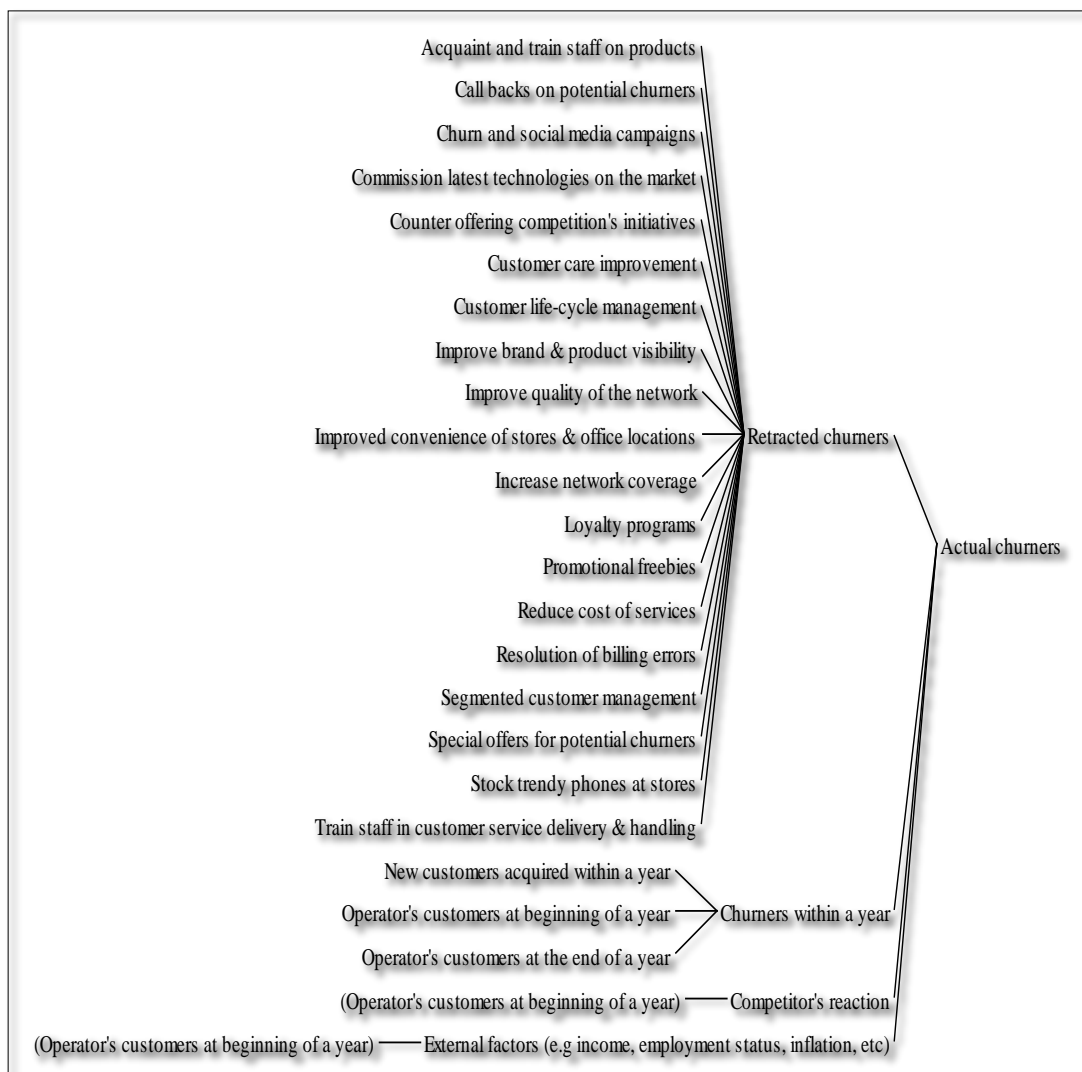 Acquaint and train staff on products
Call backs on potential churners
Churn and social media campaigns
Commission latest technologies on the market
Counter offering competition's initiatives
Customer care improvement
Customer life-cycle management
Improve brand & product visibility
Improve quality of the network
Improved convenience of stores & office locations
Retracted churners
Increase network coverage
Loyalty programs
Actual churners
Promotional freebies
Reduce cost of services
Resolution of billing errors
Segmented customer management
Special offers for potential churners
Stock trendy phones at stores
Train staff in customer service delivery & handling
New customers acquired within a year
Operator's customers at beginning of a year
Churners within a year
Operator's customers at the end of a year
(Operator's customers at beginning of a year)
Competitor's reaction
(Operator's customers at beginning of a year)
External factors (e.g income, employment status, inflation, etc)